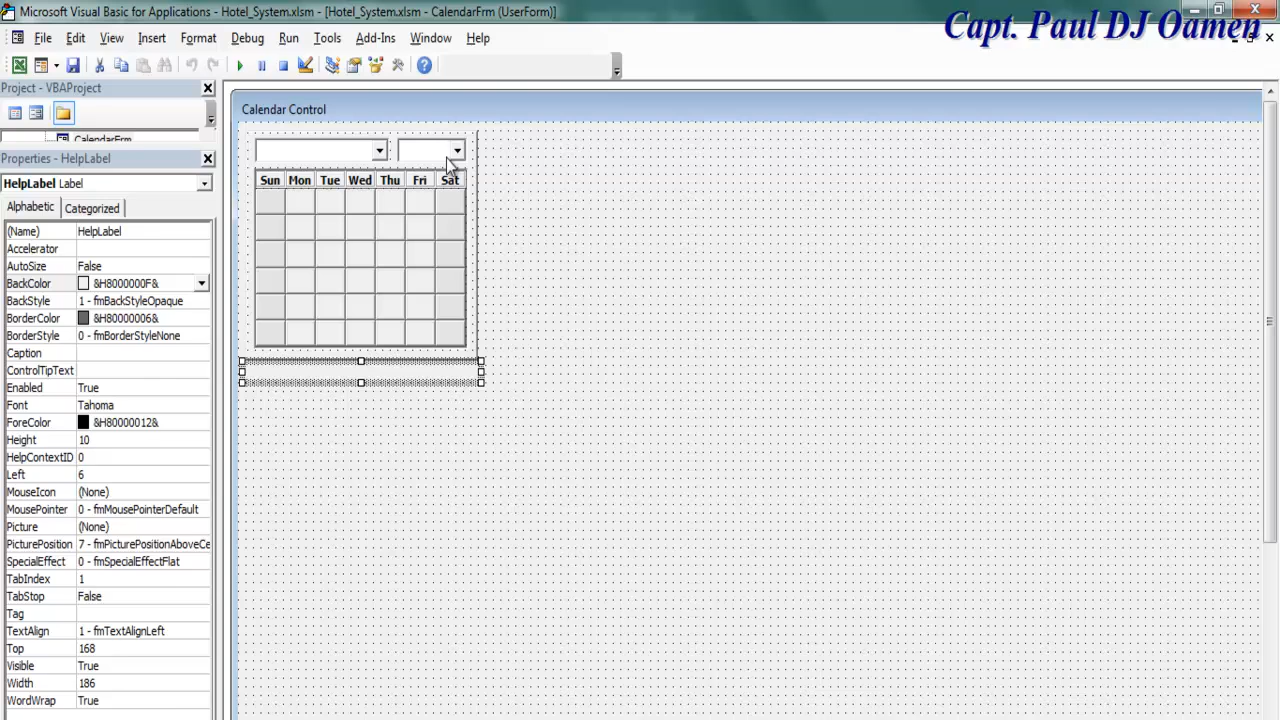 Microsoft Visual Basic for Applications - Hotel_System.xlsm - [Hotel_System.xlsm - CalendarFrm (UserForm)]
Capt. Paul DJ Oamen
File Edit View Insert Format Debug Run Tools Add-Ins Window Help
Project - VBAProject
CalendarFrm
Properties - HelpLabel
HelpLabel Label
Alphabetic Categorized
(Name) HelpLabel
Accelerator
AutoSize False
BackColor &H8000000F&
BackStyle 1 - fmBackStyleOpaque
BorderColor &H80000006&
BorderStyle 0 - fmBorderStyleNone
Caption
ControlTipText
Enabled True
Font Tahoma
ForeColor &H80000012&
Height 10
HelpContextID 0
Left 6
MouseIcon (None)
MousePointer 0 - fmMousePointerDefault
Picture (None)
PicturePosition 7 - fmPicturePositionAboveCe
SpecialEffect 0 - fmSpecialEffectFlat
TabIndex 1
TabStop False
Tag
TextAlign 1 - fmTextAlignLeft
Top 168
Visible True
Width 186
WordWrap True
Calendar Control
Sun Mon Tue Wed Thu Fri Sat